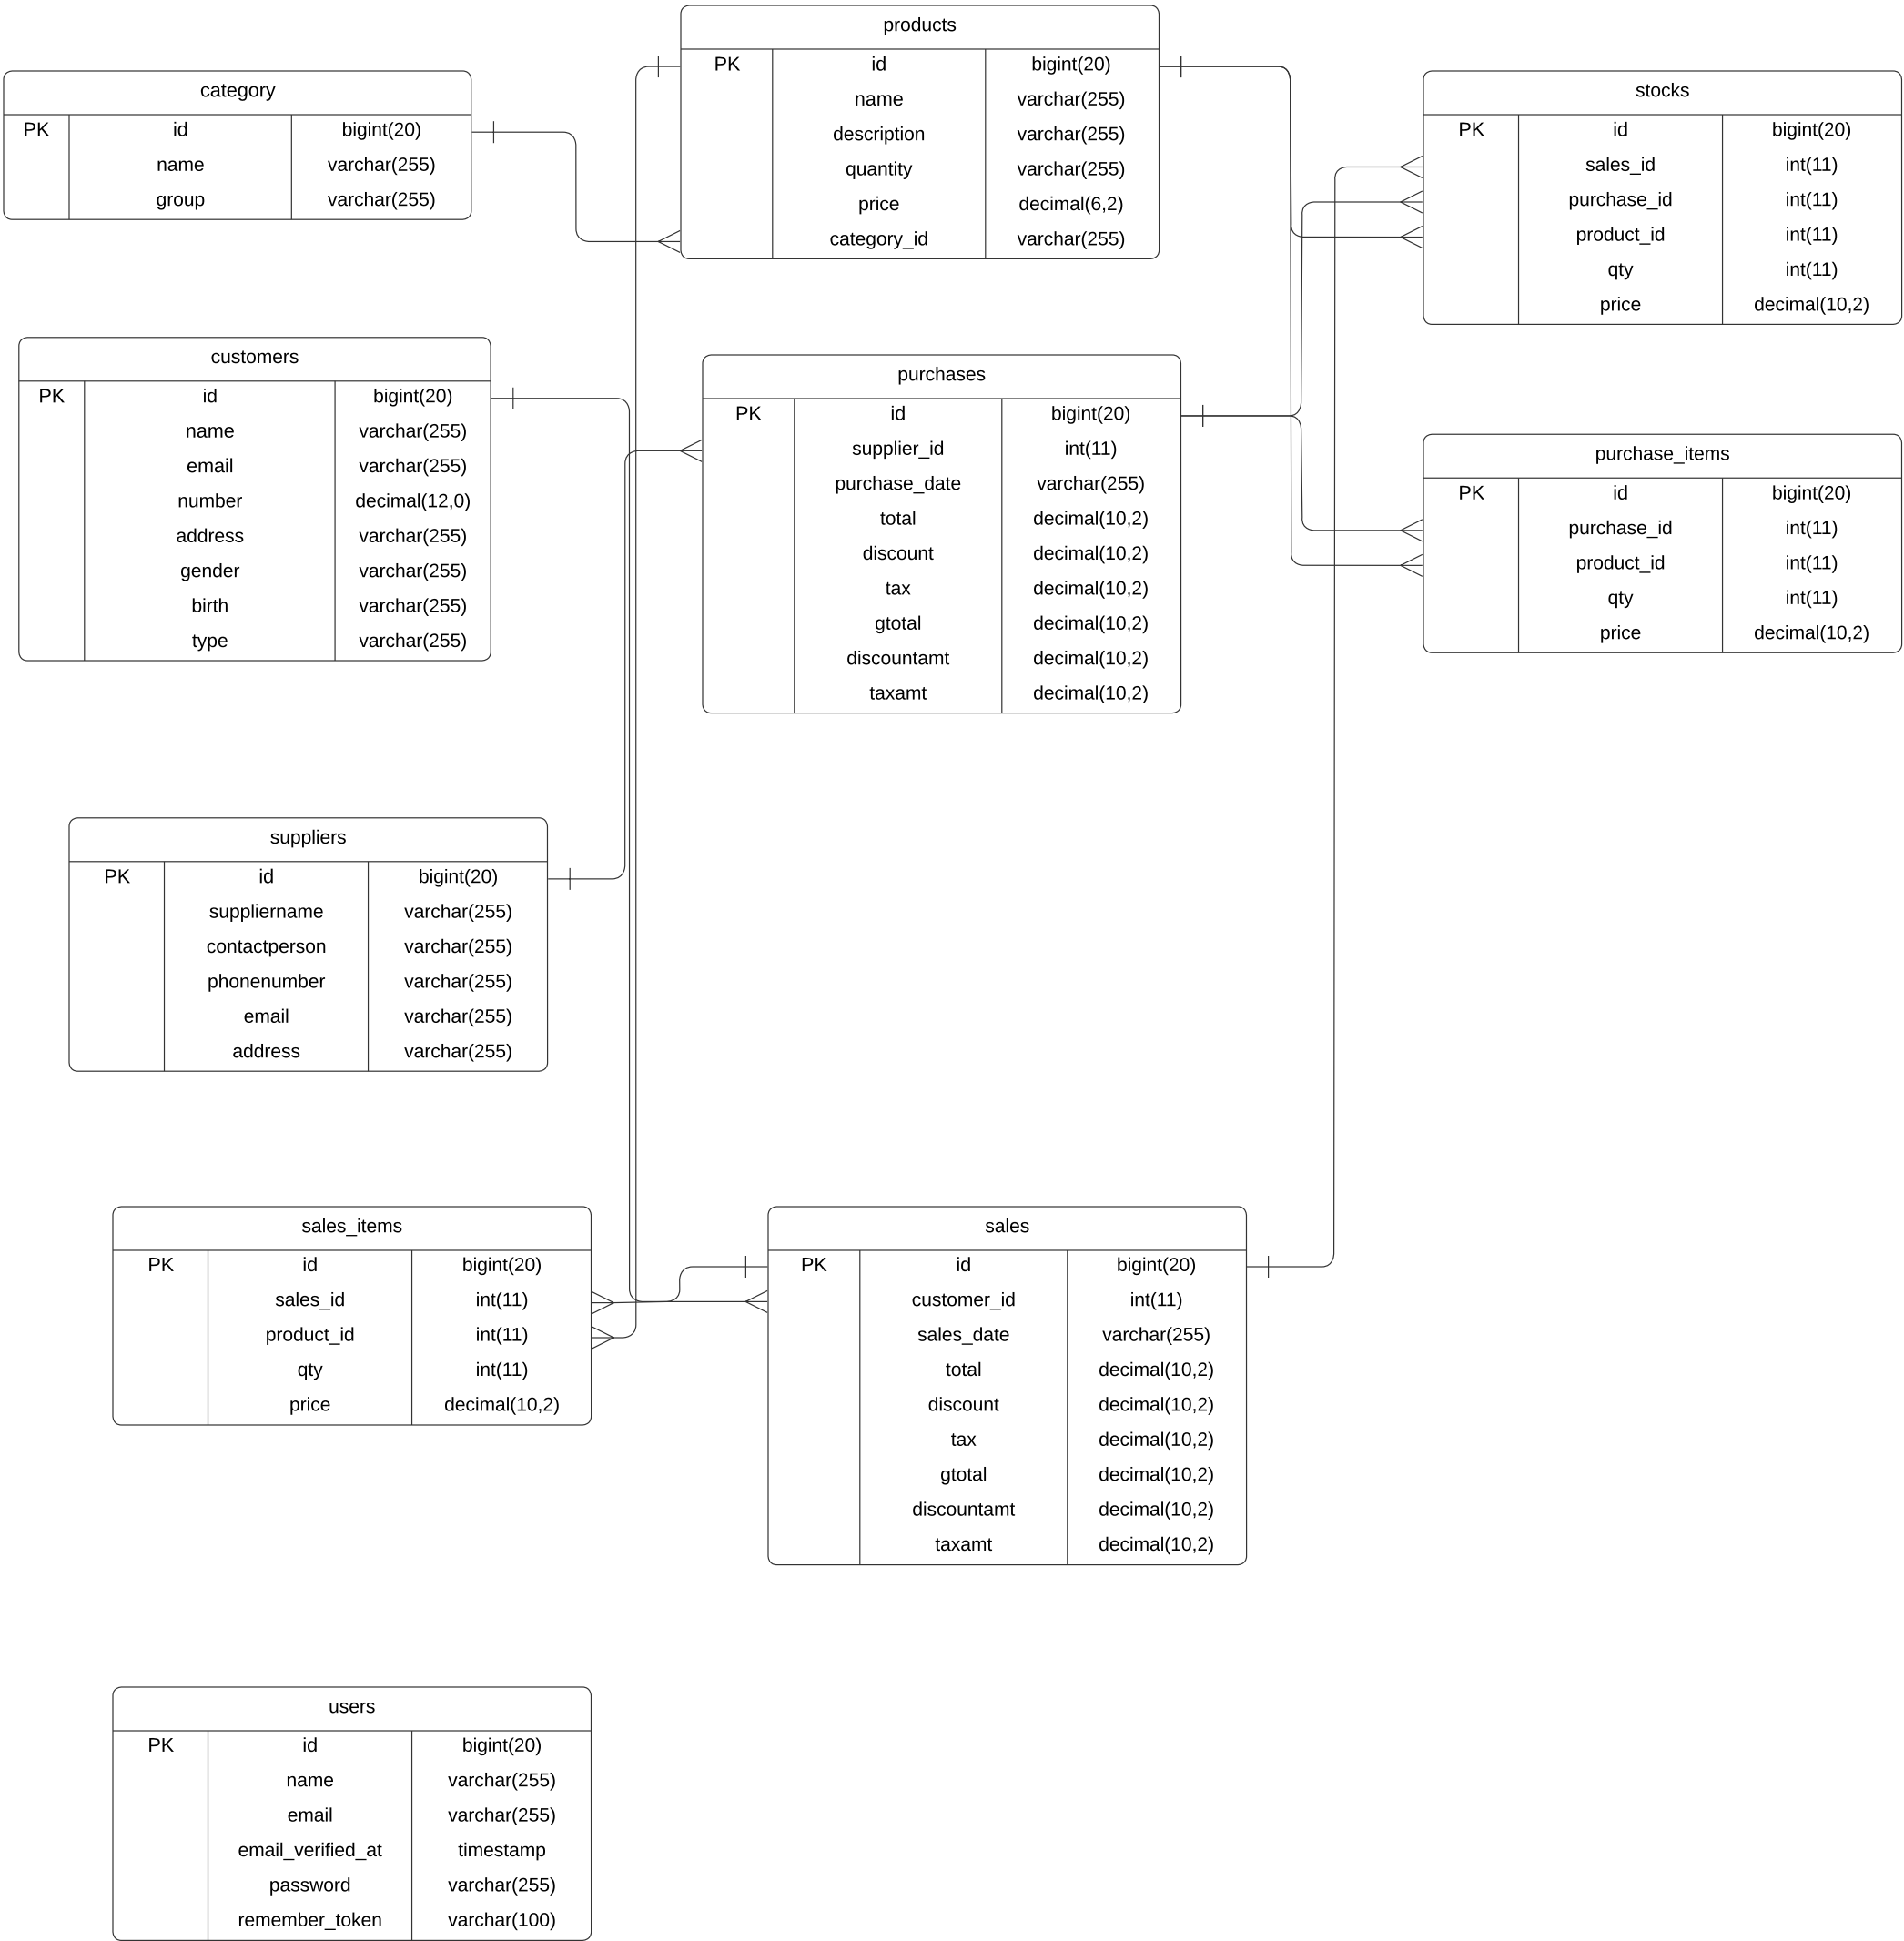 products
PK id bigint(20)
name varchar(255)
description varchar(255)
quantity varchar(255)
price decimal(6,2)
category_id varchar(255)
category
PK id bigint(20)
name varchar(255)
group varchar(255)
stocks
PK id bigint(20)
sales_id int(11)
purchase_id int(11)
product_id int(11)
qty int(11)
price decimal(10,2)
customers
PK id bigint(20)
name varchar(255)
email varchar(255)
number decimal(12,0)
address varchar(255)
gender varchar(255)
birth varchar(255)
type varchar(255)
purchases
PK id bigint(20)
supplier_id int(11)
purchase_date varchar(255)
total decimal(10,2)
discount decimal(10,2)
tax decimal(10,2)
gtotal decimal(10,2)
discountamt decimal(10,2)
taxamt decimal(10,2)
purchase_items
PK id bigint(20)
purchase_id int(11)
product_id int(11)
qty int(11)
price decimal(10,2)
suppliers
PK id bigint(20)
suppliername varchar(255)
contactperson varchar(255)
phonenumber varchar(255)
email varchar(255)
address varchar(255)
sales_items
PK id bigint(20)
sales_id int(11)
product_id int(11)
qty int(11)
price decimal(10,2)
sales
PK id bigint(20)
customer_id int(11)
sales_date varchar(255)
total decimal(10,2)
discount decimal(10,2)
tax decimal(10,2)
gtotal decimal(10,2)
discountamt decimal(10,2)
taxamt decimal(10,2)
users
PK id bigint(20)
name varchar(255)
email varchar(255)
email_verified_at timestamp
password varchar(255)
remember_token varchar(100)